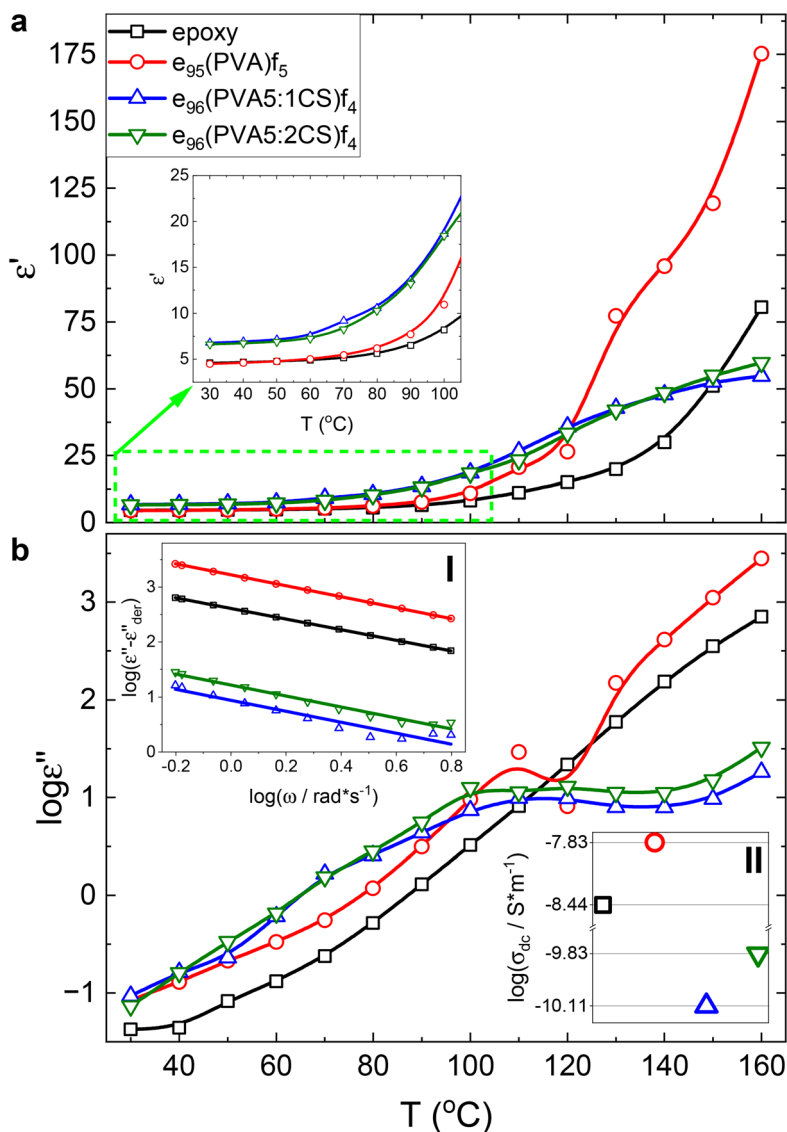 a
epoxy
e₉₅(PVA)f₅
e₉₆(PVA5:1CS)f₄
e₉₆(PVA5:2CS)f₄
175
150
125
100
75
50
25
0
ε'
25
20
15
10
5
ε'
30 40 50 60 70 80 90 100
T (°C)
b
3
2
1
0
−1
logε''
I
3
2
1
0
log(ε''-ε''der)
-0.2 0.0 0.2 0.4 0.6 0.8
log(ω / rad*s⁻¹)
II
-7.83
-8.44
-9.83
-10.11
log(σdc / S*m⁻¹)
40 60 80 100 120 140 160
T (°C)